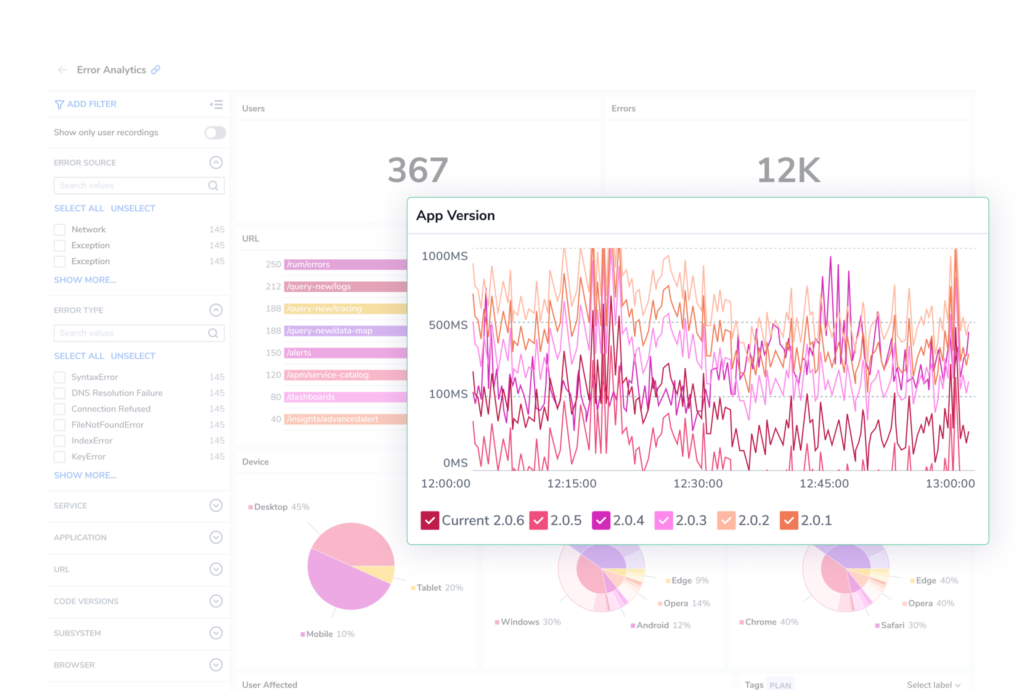 ← Error Analytics
ADD FILTER
Show only user recordings
ERROR SOURCE
Search values
SELECT ALL UNSELECT
Network 145
Exception 145
Exception 145
SHOW MORE...
ERROR TYPE
Search values
SELECT ALL UNSELECT
SyntaxError 145
DNS Resolution Failure 145
Connection Refused 145
FileNotFoundError 145
IndexError 145
KeyError 145
SHOW MORE...
SERVICE
APPLICATION
URL
CODE VERSIONS
SUBSYSTEM
BROWSER
Users
367
Errors
12K
URL
250 /rum/errors
212 /query-new/logs
188 /query-new/tracing
188 /query-new/data-map
150 /alerts
120 /apm/service-catalog
80 /dashboards
40 /insights/advancedalert
App Version
1000MS
500MS
100MS
0MS
12:00:00 12:15:00 12:30:00 12:45:00 13:00:00
Current 2.0.6 2.0.5 2.0.4 2.0.3 2.0.2 2.0.1
Device
Desktop 45%
Tablet 20%
Mobile 10%
Edge 9%
Opera 14%
Windows 30%
Android 12%
Edge 40%
Opera 40%
Chrome 40%
Safari 30%
User Affected
Tags PLAN
Select label